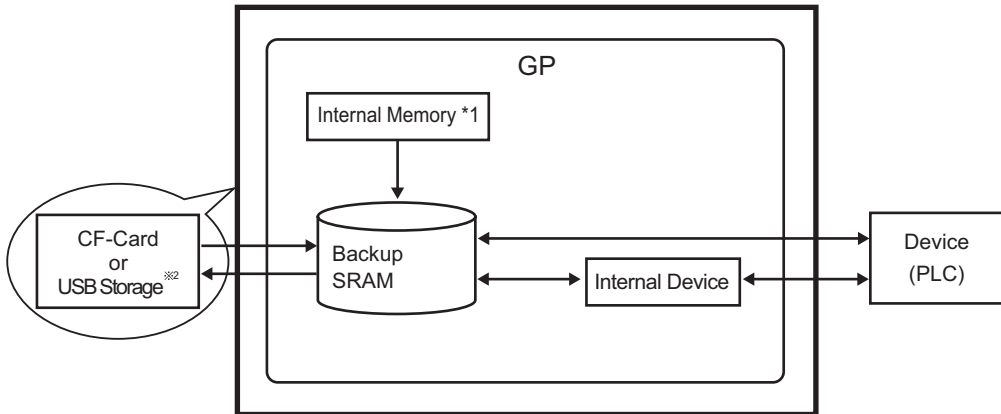 GP
Internal Memory *1
CF-Card
or
USB Storage※2
Backup
SRAM
Internal Device
Device
(PLC)